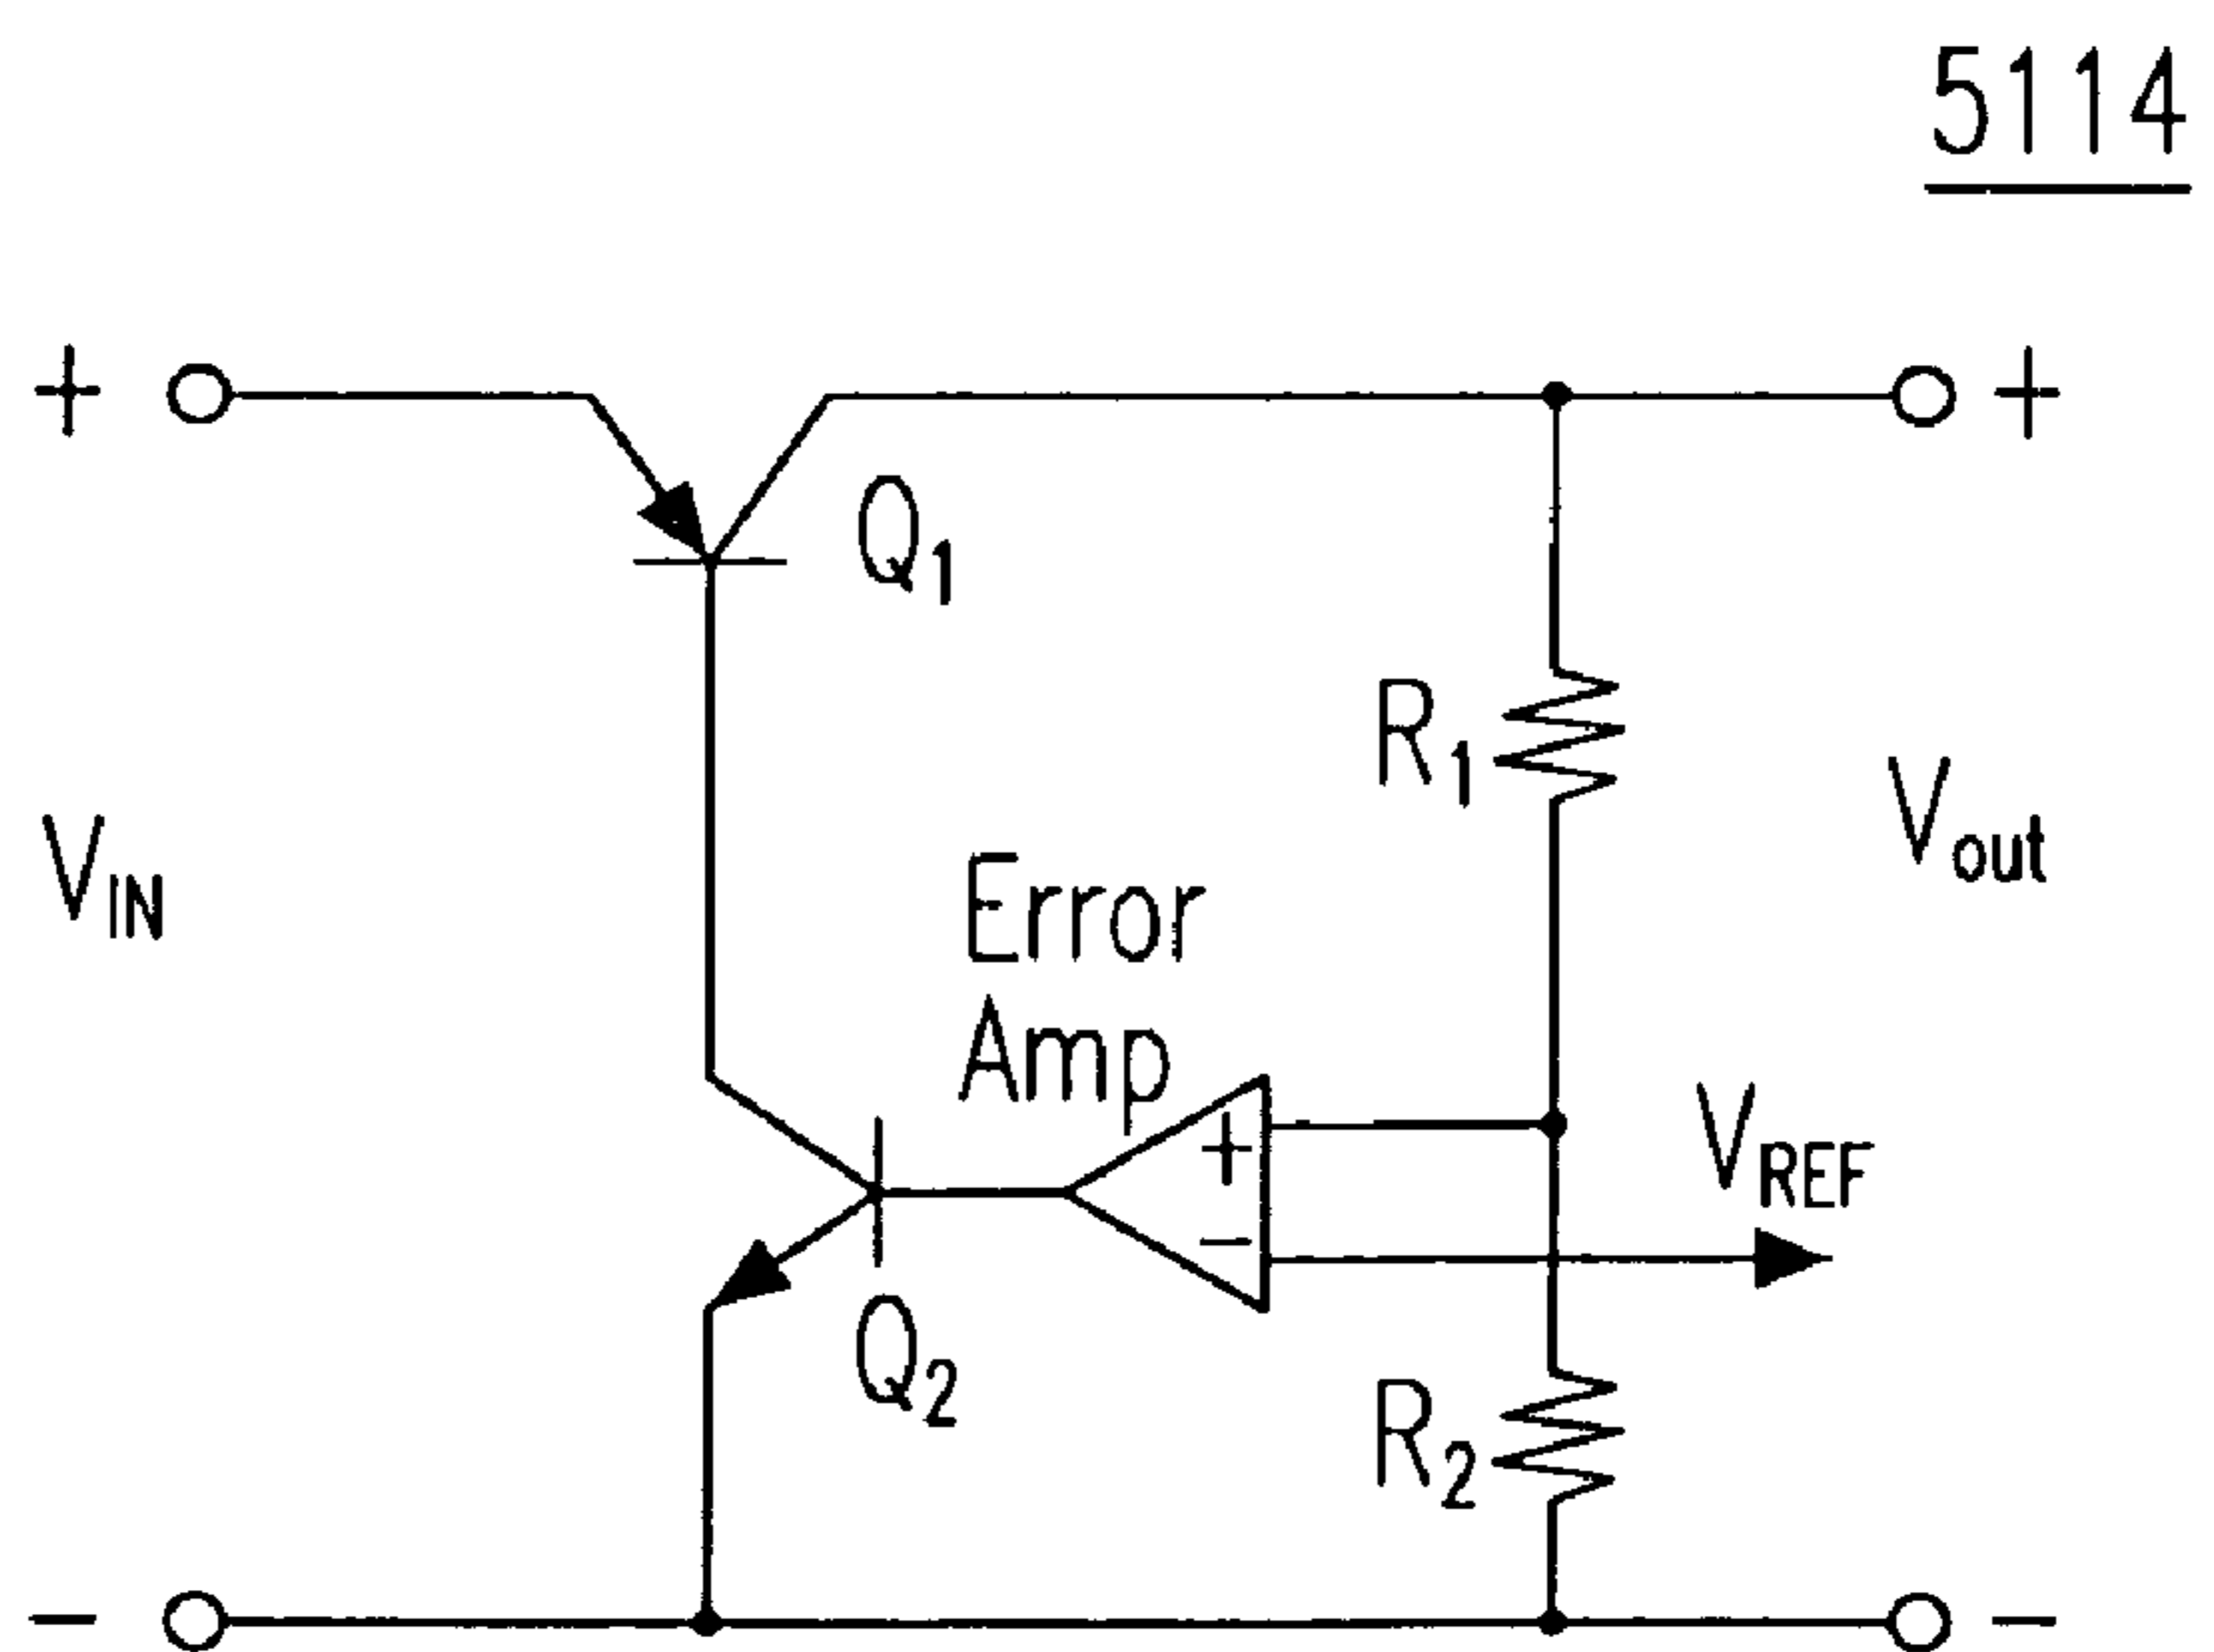 5114
+
+
Q1
R1
VIN
Vout
Error
Amp
+
VREF
−
Q2
R2
−
−